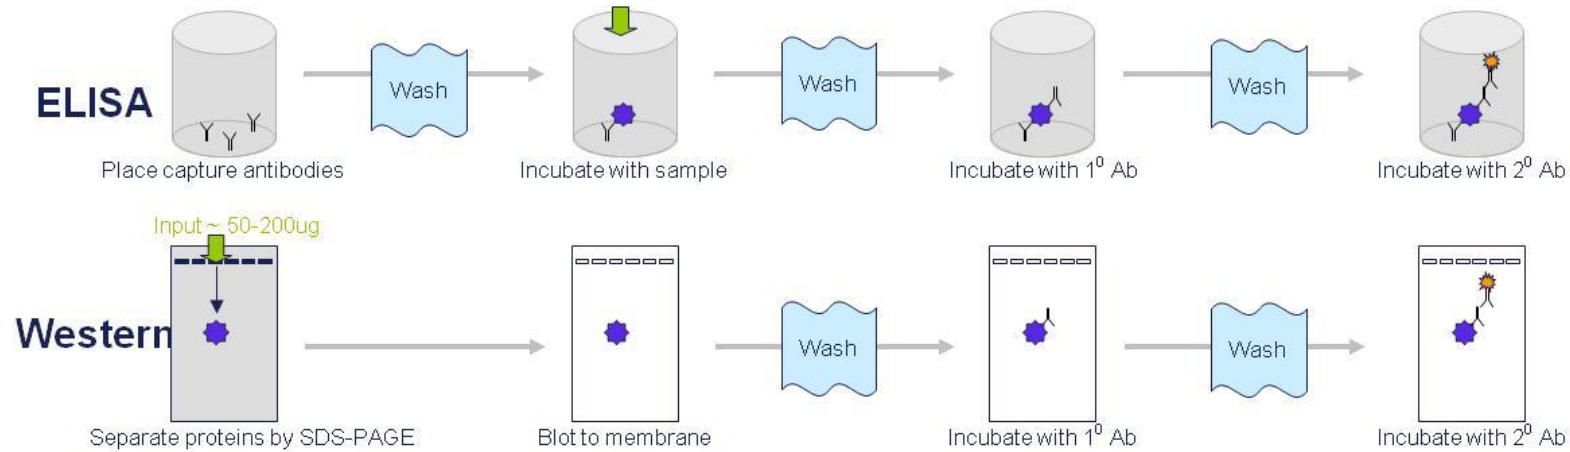 ELISA
Wash
Wash
Wash
Place capture antibodies
Incubate with sample
Incubate with 1⁰ Ab
Incubate with 2⁰ Ab
Input ~ 50-200ug
Western
Wash
Wash
Separate proteins by SDS-PAGE
Blot to membrane
Incubate with 1⁰ Ab
Incubate with 2⁰ Ab